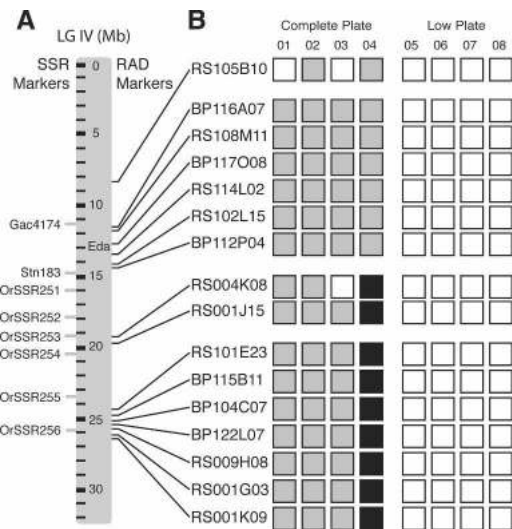 A
B
LG IV (Mb)
Complete Plate
Low Plate
SSR Markers
RAD Markers
01 02 03 04
05 06 07 08
0
5
10
Eda
15
20
25
30
Gac4174
Stn183
OrSSR251
OrSSR252
OrSSR253
OrSSR254
OrSSR255
OrSSR256
RS105B10
BP116A07
RS108M11
BP117O08
RS114L02
RS102L15
BP112P04
RS004K08
RS001J15
RS101E23
BP115B11
BP104C07
BP122L07
RS009H08
RS001G03
RS001K09